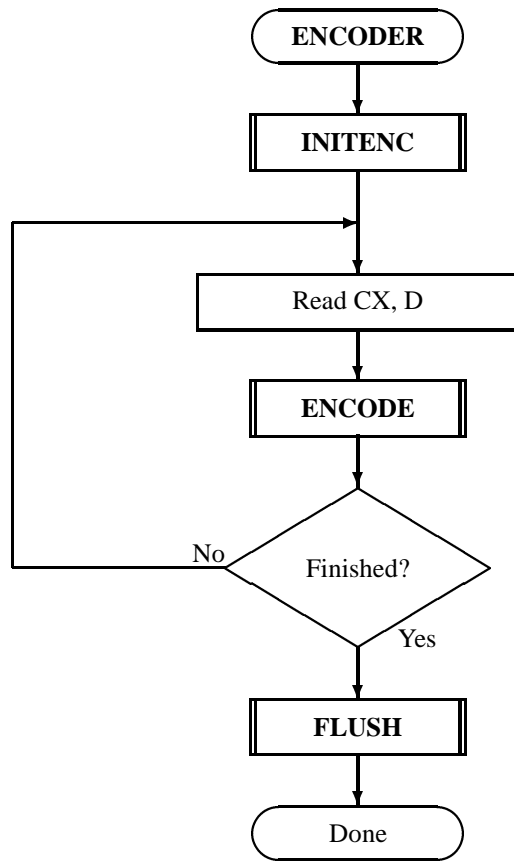 ENCODER
INITENC
Read CX, D
ENCODE
No
Finished?
Yes
FLUSH
Done